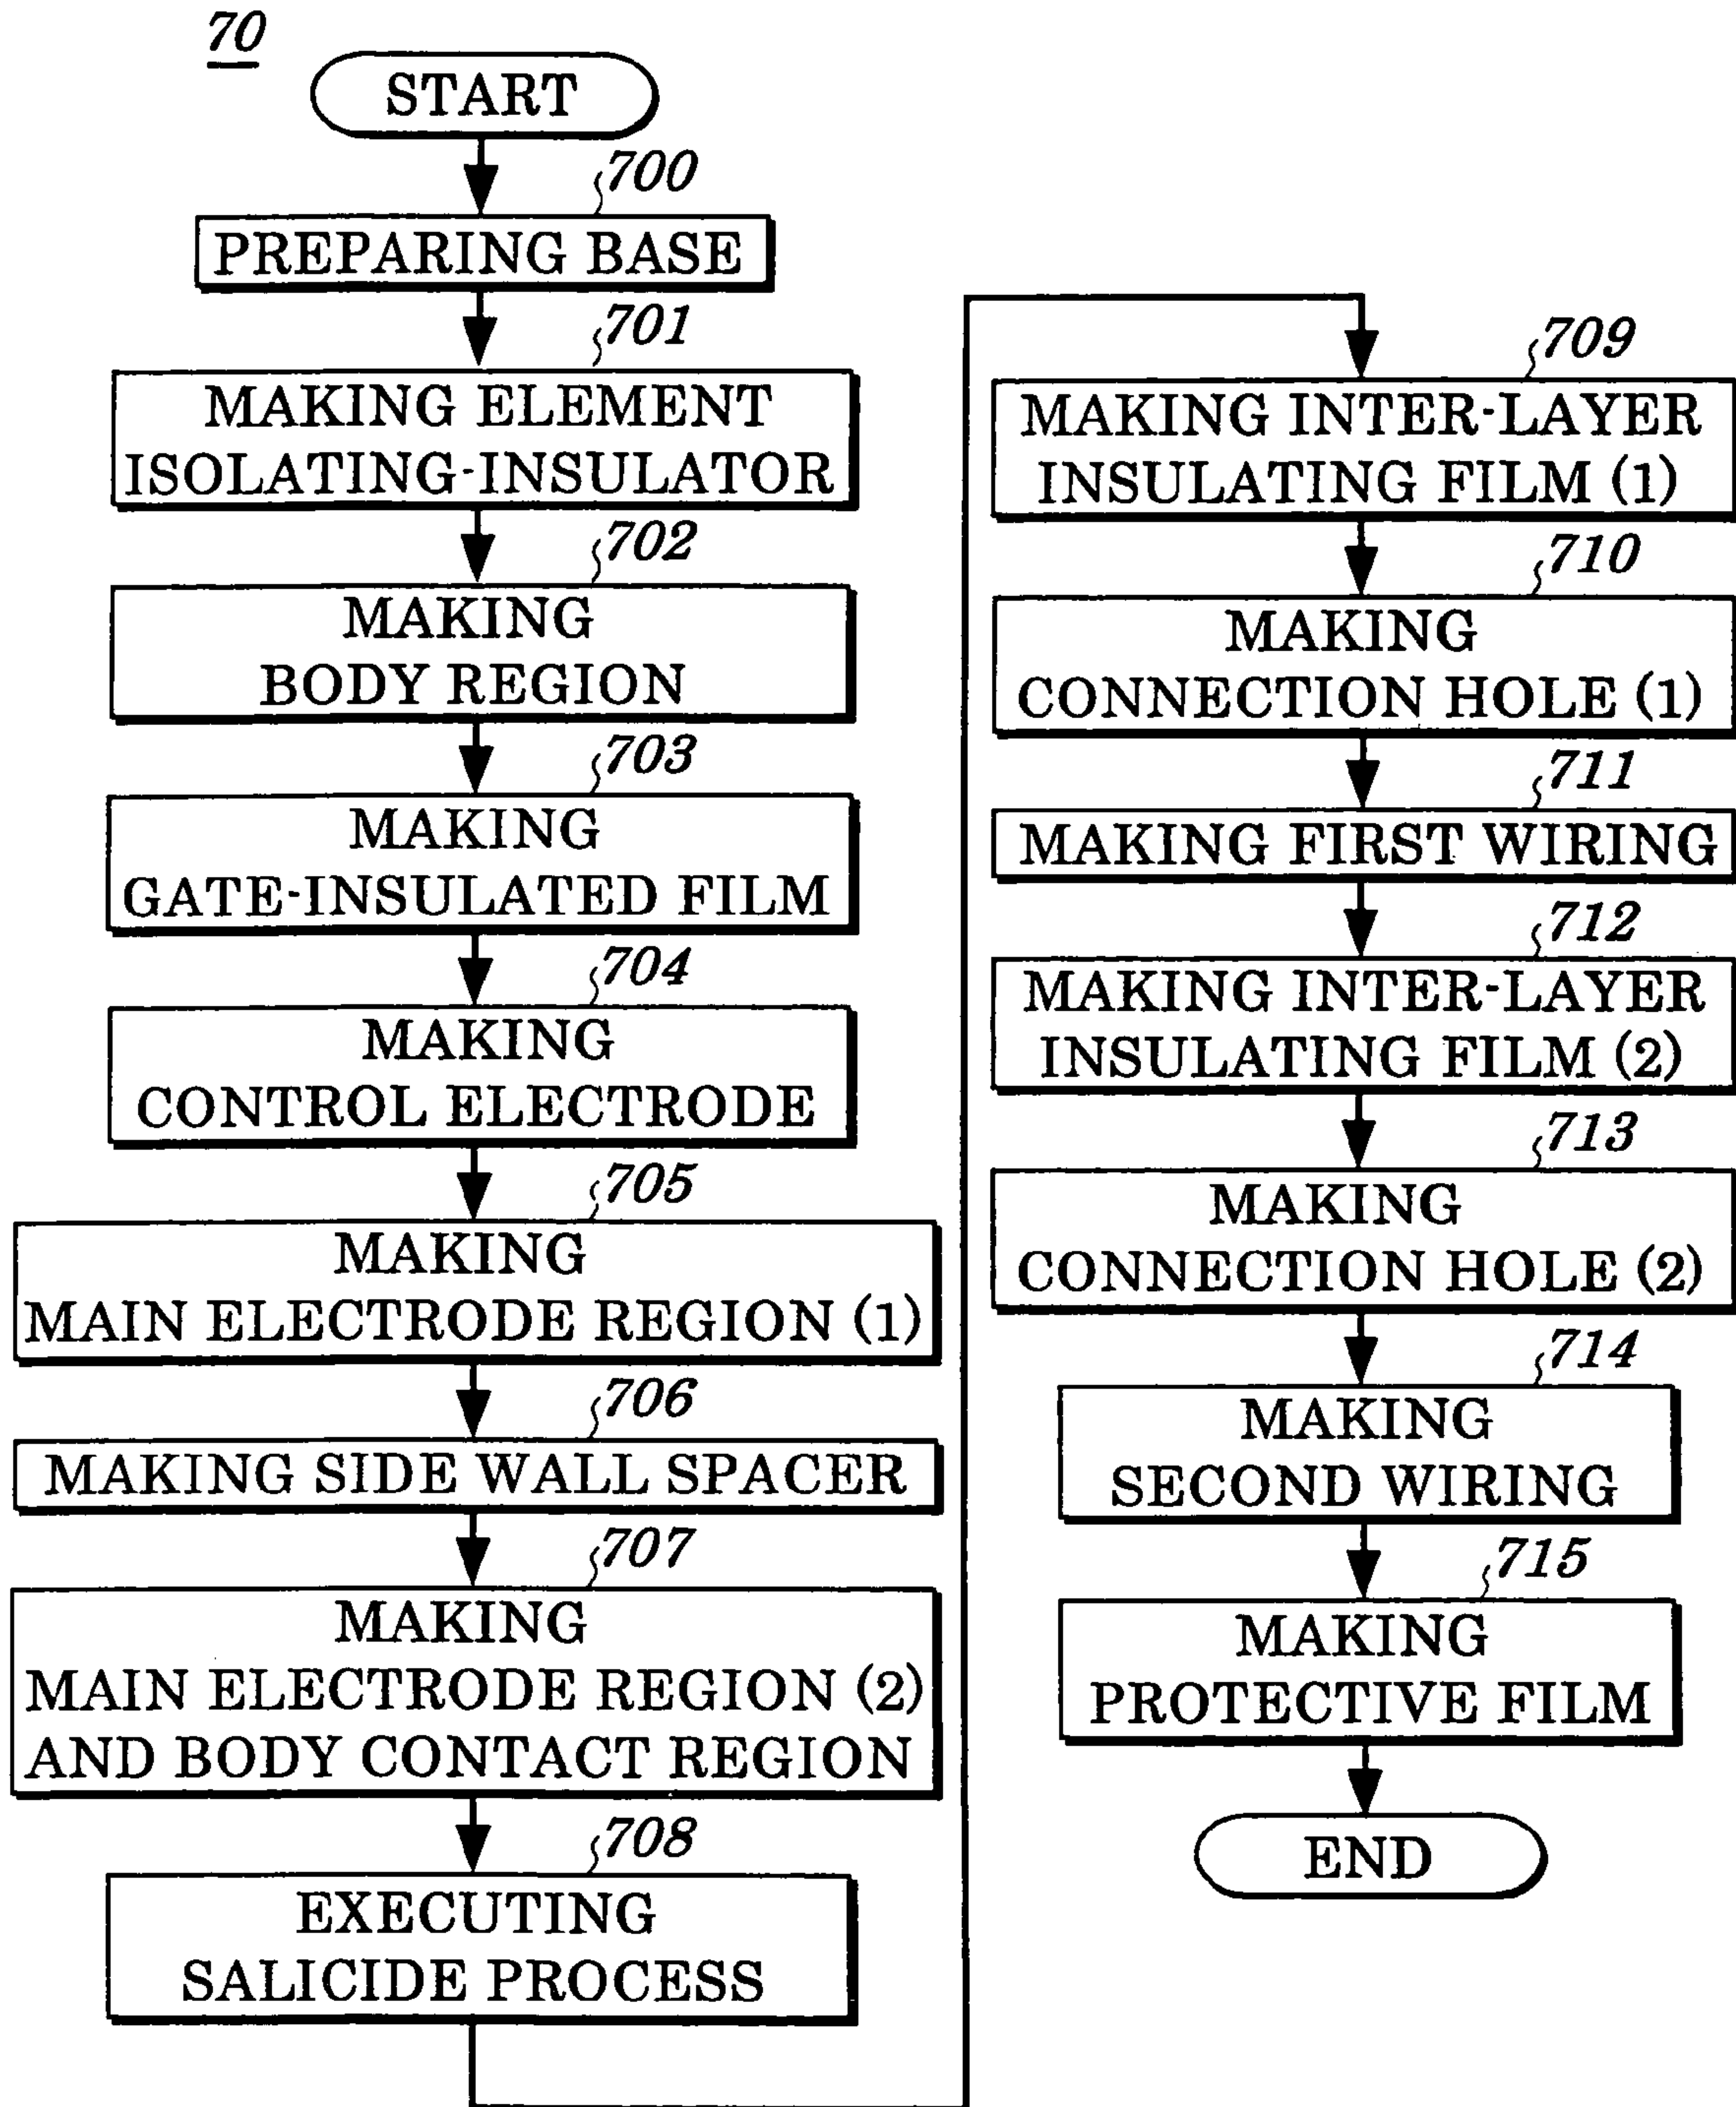 70
START
700
PREPARING BASE
701
MAKING ELEMENT
ISOLATING-INSULATOR
702
MAKING
BODY REGION
703
MAKING
GATE-INSULATED FILM
704
MAKING
CONTROL ELECTRODE
705
MAKING
MAIN ELECTRODE REGION (1)
706
MAKING SIDE WALL SPACER
707
MAKING
MAIN ELECTRODE REGION (2)
AND BODY CONTACT REGION
708
EXECUTING
SALICIDE PROCESS
709
MAKING INTER-LAYER
INSULATING FILM (1)
710
MAKING
CONNECTION HOLE (1)
711
MAKING FIRST WIRING
712
MAKING INTER-LAYER
INSULATING FILM (2)
713
MAKING
CONNECTION HOLE (2)
714
MAKING
SECOND WIRING
715
MAKING
PROTECTIVE FILM
END